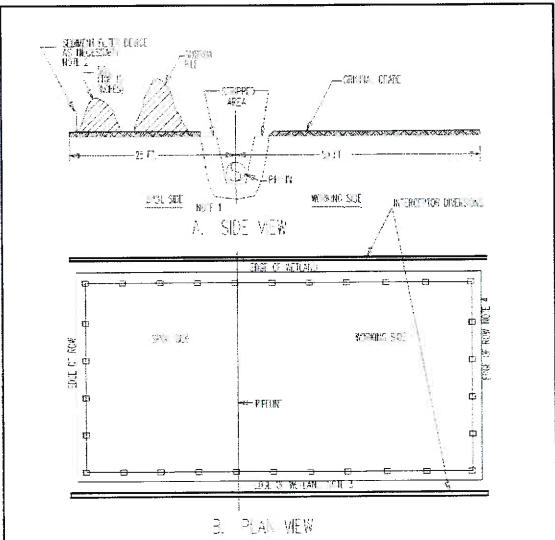 SEDIMENT FILTER DEVICE
AS NECESSARY
NOTE 2
PILE
STRIPPED
AREA
ORIGINAL GRADE
25 FT.
PIPELINE
SIDE
NOTE 1
WORKING SIDE
INTERCEPTOR DIVERSIONS
A. SIDE VIEW
EDGE OF WETLAND
SPOIL SIDE
WORKING SIDE
EDGE OF ROW
EDGE OF ROW NOTE 4
PIPELINE
EDGE OF WETLAND NOTE 3
B. PLAN VIEW